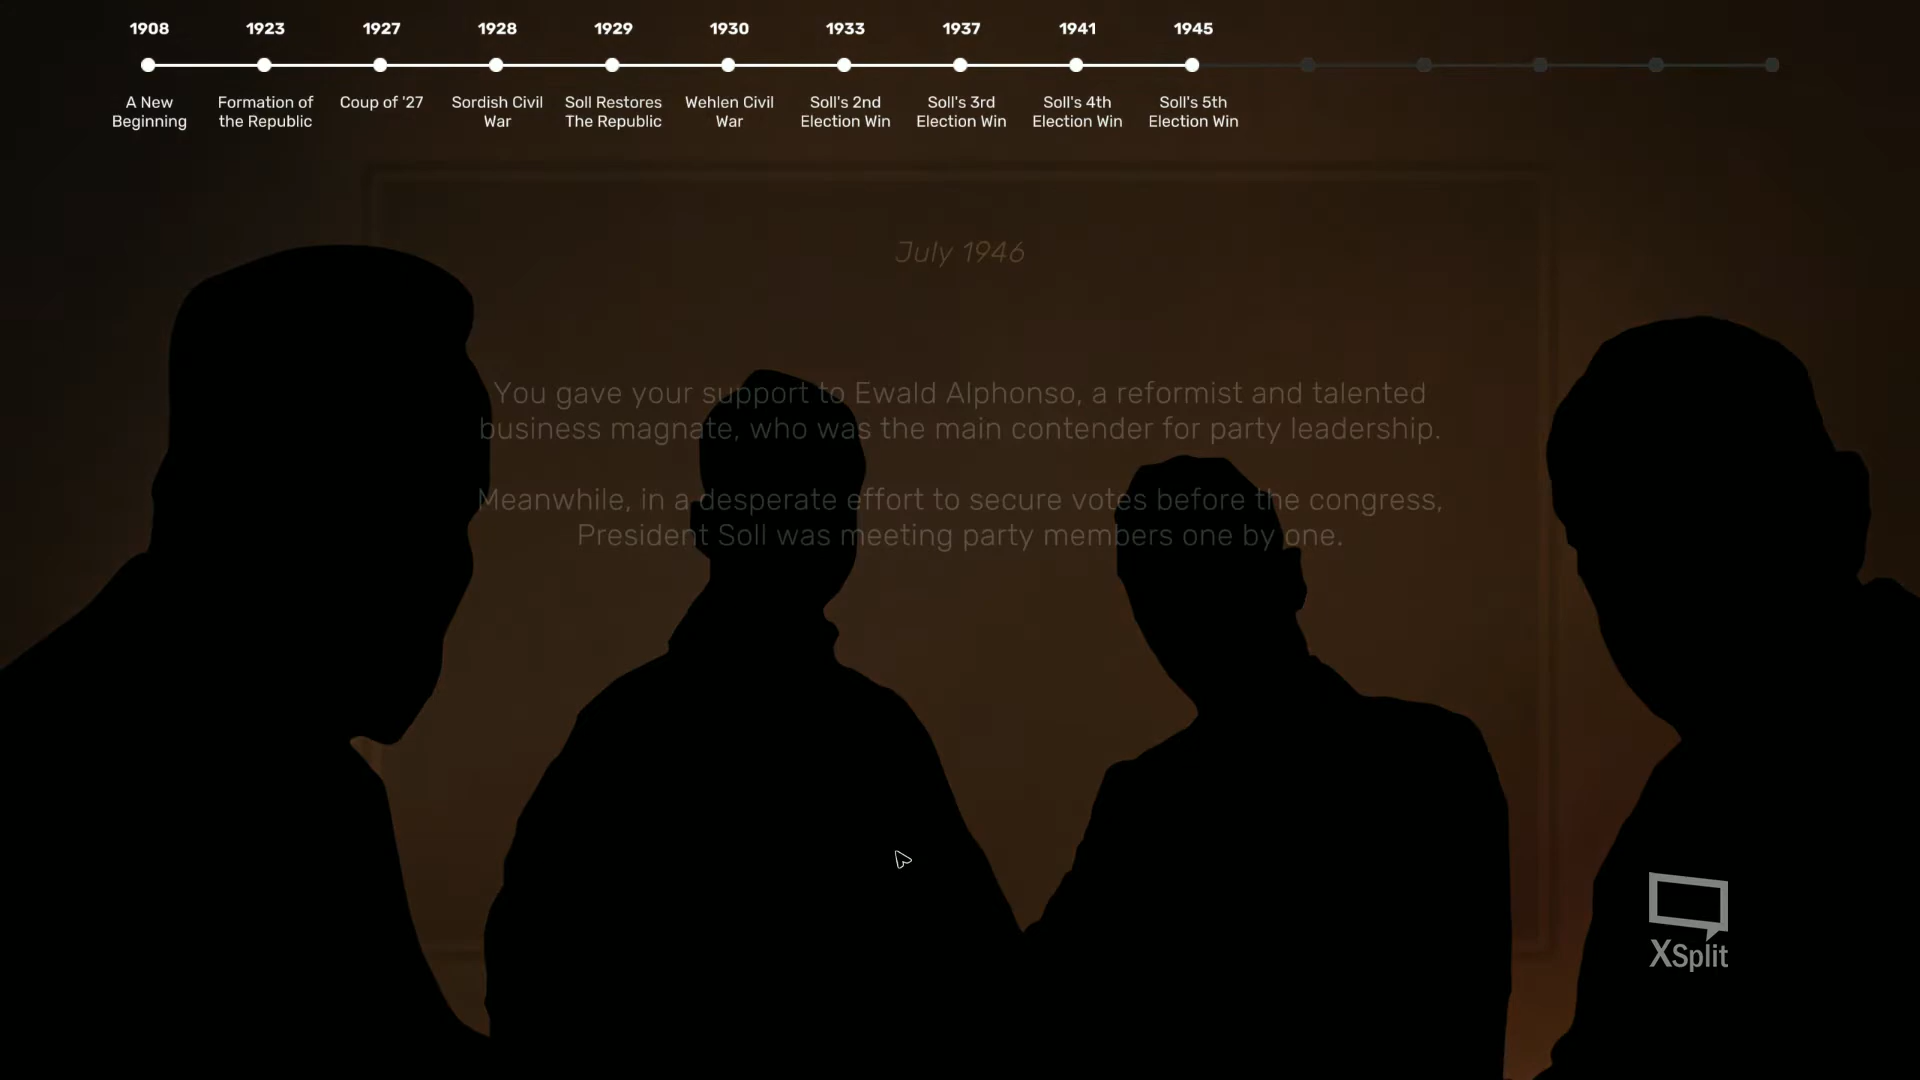 1908 1923 1927 1928 1929 1930 1933 1937 1941 1945
A New Beginning
Formation of the Republic
Coup of '27
Sordish Civil War
Soll Restores The Republic
Wehlen Civil War
Soll's 2nd Election Win
Soll's 3rd Election Win
Soll's 4th Election Win
Soll's 5th Election Win
July 1946
You gave your support to Ewald Alphonso, a reformist and talented
business magnate, who was the main contender for party leadership.
Meanwhile, in a desperate effort to secure votes before the congress,
President Soll was meeting party members one by one.
XSplit